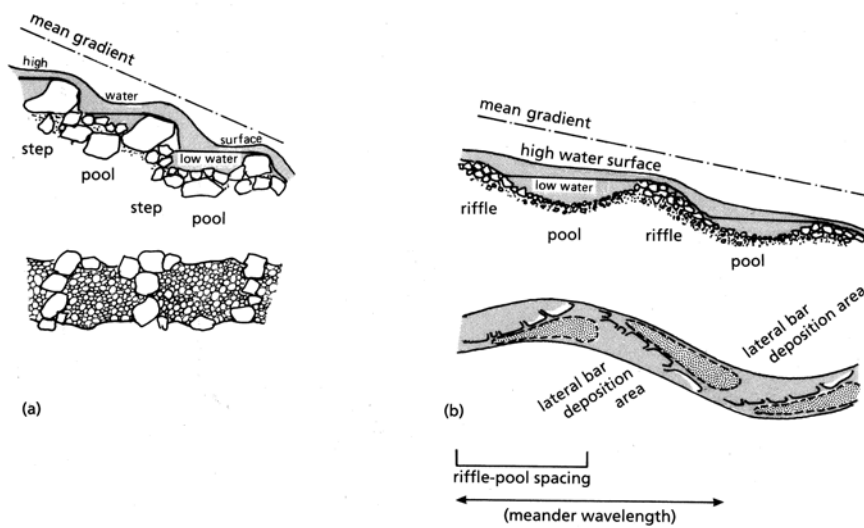 mean gradient
high
water
surface
low water
step
pool
step
pool
(a)
mean gradient
high water surface
low water
riffle
pool
riffle
pool
lateral bar
deposition area
lateral bar
deposition
area
(b)
riffle-pool spacing
(meander wavelength)